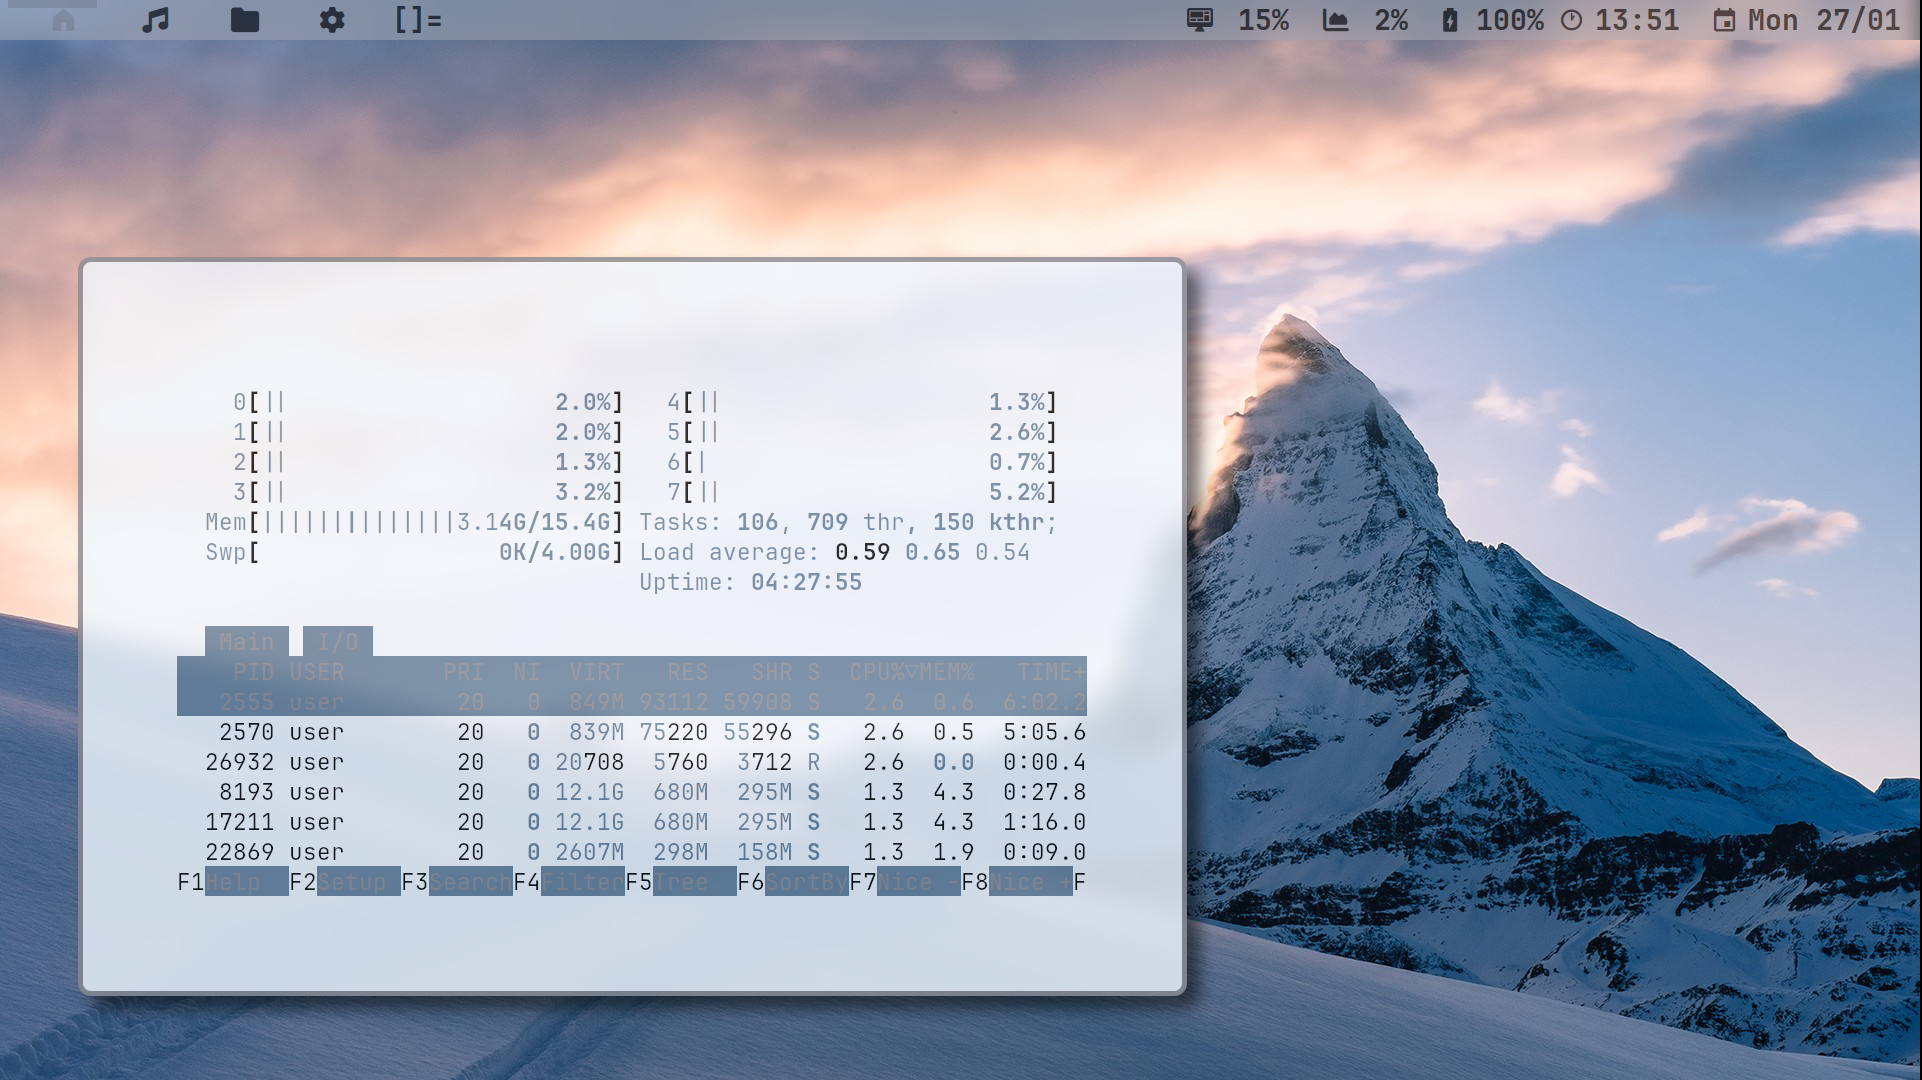 []= 15% 2% 100% 13:51 Mon 27/01
0[|| 2.0%] 4[|| 1.3%]
1[|| 2.0%] 5[|| 2.6%]
2[|| 1.3%] 6[| 0.7%]
3[|| 3.2%] 7[|| 5.2%]
Mem[||||||||||||||3.14G/15.4G] Tasks: 106, 709 thr, 150 kthr;
Swp[ 0K/4.00G] Load average: 0.59 0.65 0.54
Uptime: 04:27:55
Main I/O
PID USER PRI NI VIRT RES SHR S CPU%▽MEM% TIME+
2555 user 20 0 849M 93112 59908 S 2.6 0.6 6:02.2
2570 user 20 0 839M 75220 55296 S 2.6 0.5 5:05.6
26932 user 20 0 20708 5760 3712 R 2.6 0.0 0:00.4
8193 user 20 0 12.1G 680M 295M S 1.3 4.3 0:27.8
17211 user 20 0 12.1G 680M 295M S 1.3 4.3 1:16.0
22869 user 20 0 2607M 298M 158M S 1.3 1.9 0:09.0
F1Help F2Setup F3SearchF4FilterF5Tree F6SortByF7Nice -F8Nice +F